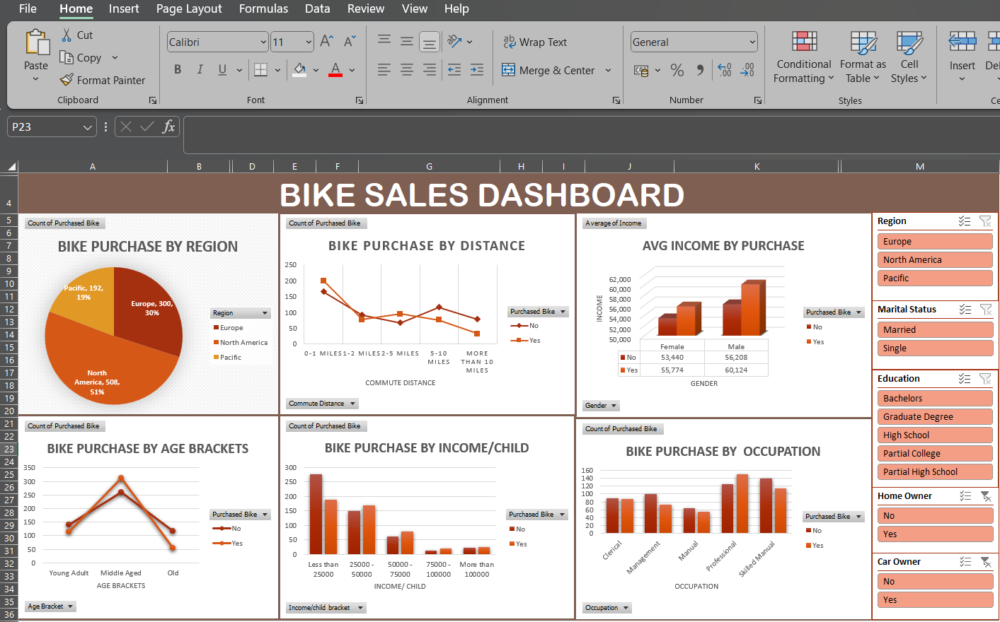 File Home Insert Page Layout Formulas Data Review View Help
Paste
Cut
Copy
Format Painter
Clipboard
Calibri 11
B I U A
Font
Wrap Text
Merge & Center
Alignment
General
% 9
Number
Conditional Formatting
Format as Table
Cell Styles
Styles
Insert
P23
fx
A B D E F G H I J K M
4
5
6
7
8
9
10
11
12
13
14
15
16
17
18
19
20
21
22
23
24
25
26
27
28
29
30
31
32
33
34
35
36
BIKE SALES DASHBOARD
Count of Purchased Bike
BIKE PURCHASE BY REGION
Pacific, 192,
19%
Europe, 300,
30%
North
America, 508,
51%
Region
Europe
North America
Pacific
Count of Purchased Bike
BIKE PURCHASE BY DISTANCE
250
200
150
100
50
0
0-1 MILES 1-2 MILES 2-5 MILES 5-10 MILES MORE THAN 10 MILES
COMMUTE DISTANCE
Purchased Bike
No
Yes
Commute Distance
Average of Income
AVG INCOME BY PURCHASE
INCOME
62,000
60,000
58,000
56,000
54,000
52,000
50,000
Female Male
No 53,440 56,208
Yes 55,774 60,124
GENDER
Purchased Bike
No
Yes
Gender
Region
Europe
North America
Pacific
Marital Status
Married
Single
Education
Bachelors
Graduate Degree
High School
Partial College
Partial High School
Home Owner
No
Yes
Car Owner
No
Yes
Count of Purchased Bike
BIKE PURCHASE BY AGE BRACKETS
350
300
250
200
150
100
50
0
Young Adult Middle Aged Old
AGE BRACKETS
Purchased Bike
No
Yes
Age Bracket
Count of Purchased Bike
BIKE PURCHASE BY INCOME/CHILD
300
250
200
150
100
50
0
Less than 25000 25000 - 50000 50000 - 75000 75000 - 100000 More than 100000
INCOME/ CHILD
Purchased Bike
No
Yes
Income/child bracket
Count of Purchased Bike
BIKE PURCHASE BY OCCUPATION
160
140
120
100
80
60
40
20
0
Clerical Management Manual Professional Skilled Manual
OCCUPATION
Purchased Bike
No
Yes
Occupation